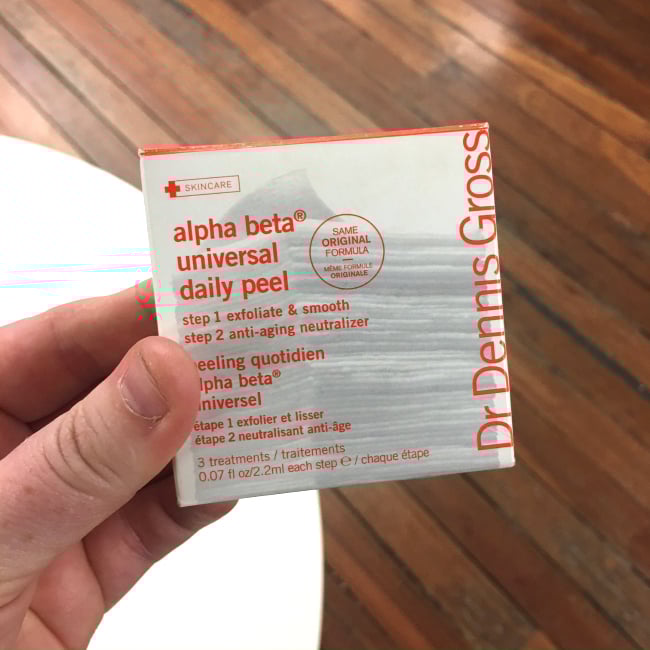 SKINCARE
alpha beta®
universal
daily peel
SAME
ORIGINAL
FORMULA
MÊME FORMULE
ORIGINALE
step 1 exfoliate & smooth
step 2 anti-aging neutralizer
peeling quotidien
alpha beta®
universel
étape 1 exfolier et lisser
étape 2 neutralisant anti-âge
3 treatments / traitements
0.07 fl oz/2.2ml each step ℮ / chaque étape
Dr Dennis Gross